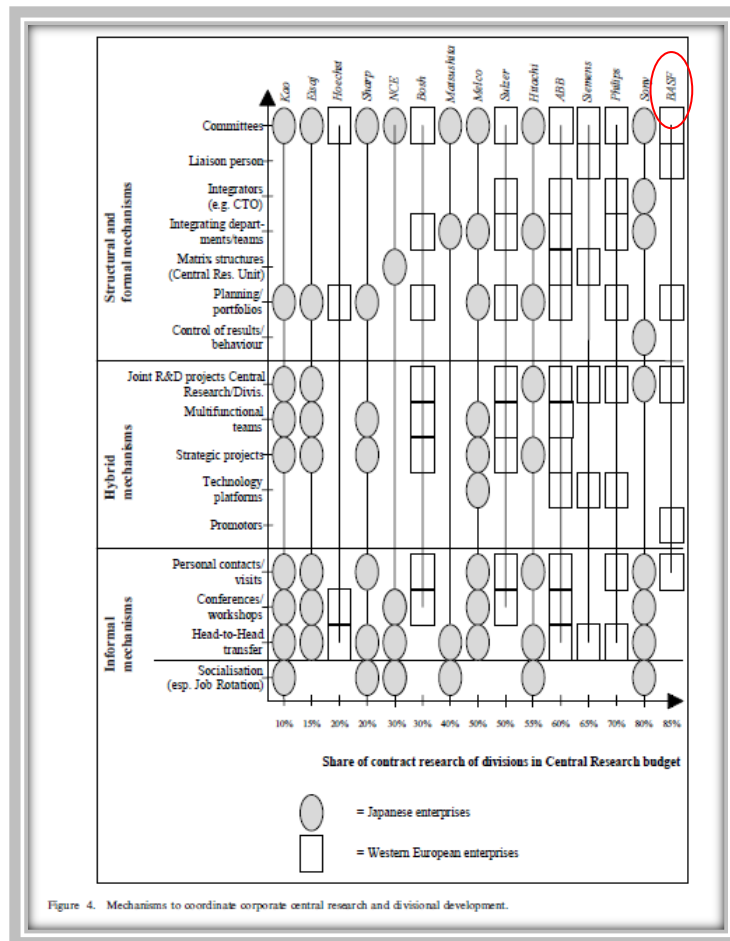 Kao
Eisaj
Hoechst
Sharp
NCE
Bosh
Matsushita
Melco
Sulzer
Hitachi
ABB
Siemens
Philips
Sony
BASF
Structural and
formal mechanisms
Committees
Liaison person
Integrators
(e.g. CTO)
Integrating depart-
ments/teams
Matrix structures
(Central Res. Unit)
Planning/
portfolios
Control of results/
behaviour
Hybrid
mechanisms
Joint R&D projects Central
Research/Divis.
Multifunctional
teams
Strategic projects
Technology
platforms
Promotors
Informal
mechanisms
Personal contacts/
visits
Conferences/
workshops
Head-to-Head
transfer
Socialisation
(esp. Job Rotation)
10% 15% 20% 20% 30% 30% 40% 50% 50% 55% 60% 65% 70% 80% 85%
Share of contract research of divisions in Central Research budget
= Japanese enterprises
= Western European enterprises
Figure 4. Mechanisms to coordinate corporate central research and divisional development.